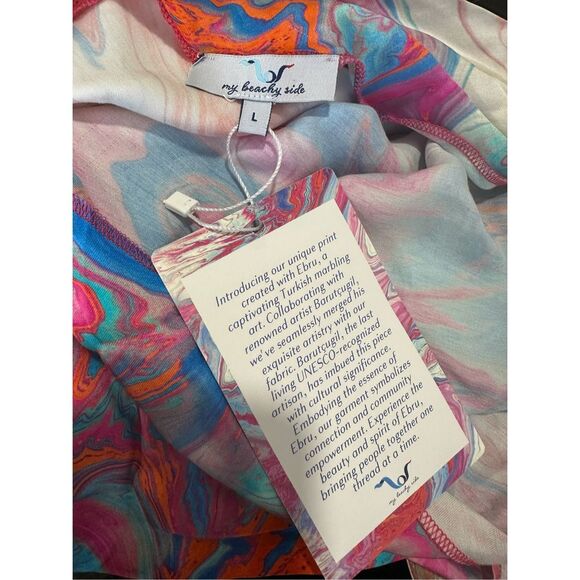 my beachy side
L
Introducing our unique print
created with Ebru, a
captivating Turkish marbling
art. Collaborating with
renowned artist Barutçugil,
we've seamlessly merged his
exquisite artistry with our
fabric. Barutçugil, the last
living UNESCO-recognized
artisan, has imbued this piece
with cultural significance.
Embodying the essence of
Ebru, our garment symbolizes
connection and community
empowerment. Experience the
beauty and spirit of Ebru,
bringing people together one
thread at a time.
my beachy side